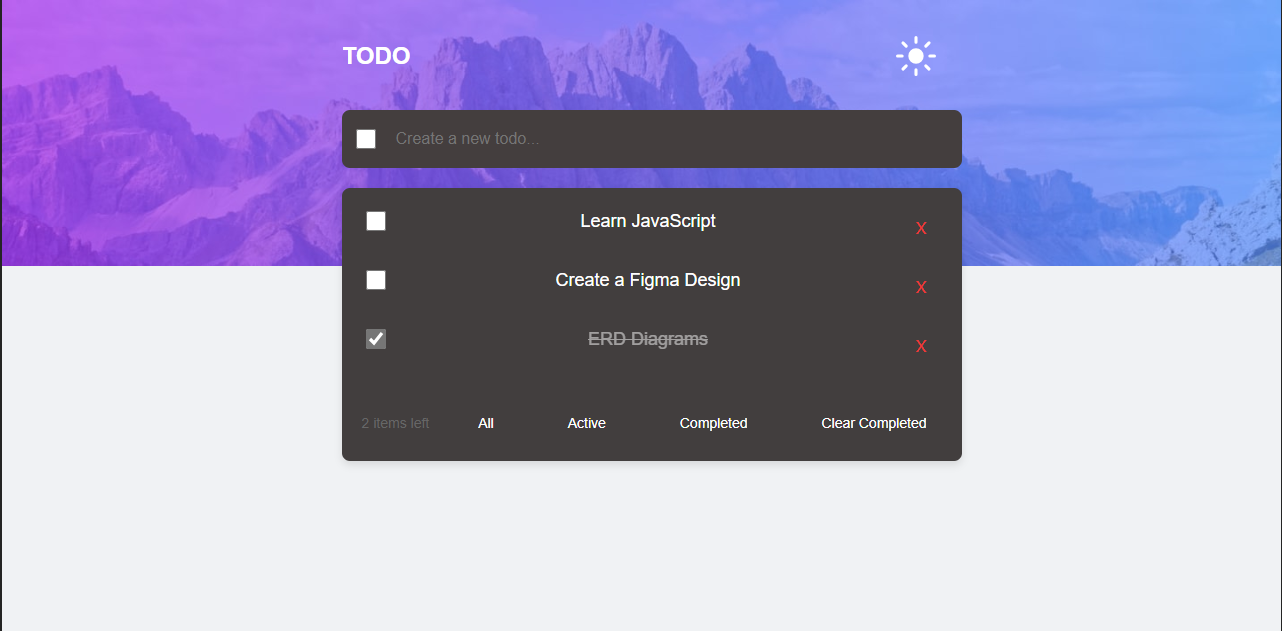 TODO
Create a new todo...
Learn JavaScript X
Create a Figma Design X
ERD Diagrams X
2 items left All Active Completed Clear Completed